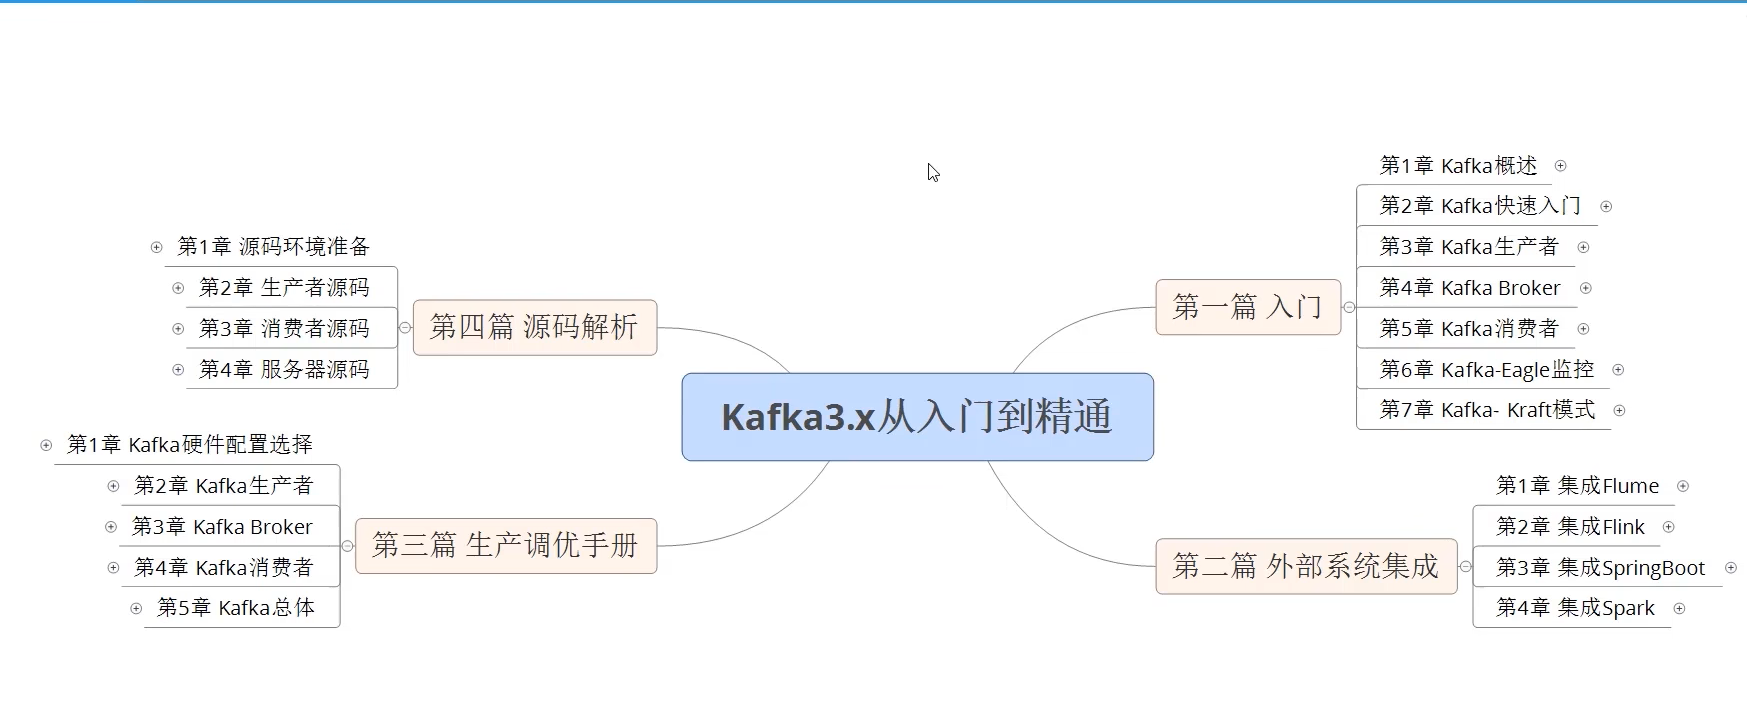 Kafka3.x从入门到精通
第一篇 入门
第1章 Kafka概述
第2章 Kafka快速入门
第3章 Kafka生产者
第4章 Kafka Broker
第5章 Kafka消费者
第6章 Kafka-Eagle监控
第7章 Kafka- Kraft模式
第二篇 外部系统集成
第1章 集成Flume
第2章 集成Flink
第3章 集成SpringBoot
第4章 集成Spark
第三篇 生产调优手册
第1章 Kafka硬件配置选择
第2章 Kafka生产者
第3章 Kafka Broker
第4章 Kafka消费者
第5章 Kafka总体
第四篇 源码解析
第1章 源码环境准备
第2章 生产者源码
第3章 消费者源码
第4章 服务器源码